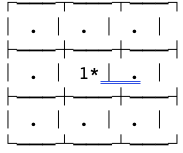 . . .
. 1* .
. . .